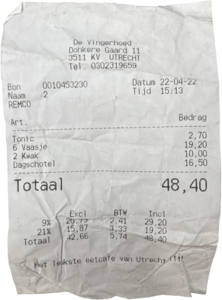 De Vingerhoed
Donkere Gaard 11
3511 KV UTRECHT
Tel. 0302319659
Bon 0010453230 Datum 22-04-22
Naam 2 Tijd 15:13
REMCO
Art. Bedrag
Tonic 2,70
6 Vaasje 19,20
2 Kwak 10,00
Dagschotel 16,50
Totaal 48,40
Excl BTW Incl
9% 26,79 2,41 29,20
21% 15,87 3,33 19,20
Totaal 42,66 5,74 48,40
Het leukste eetcafe van Utrecht !!!